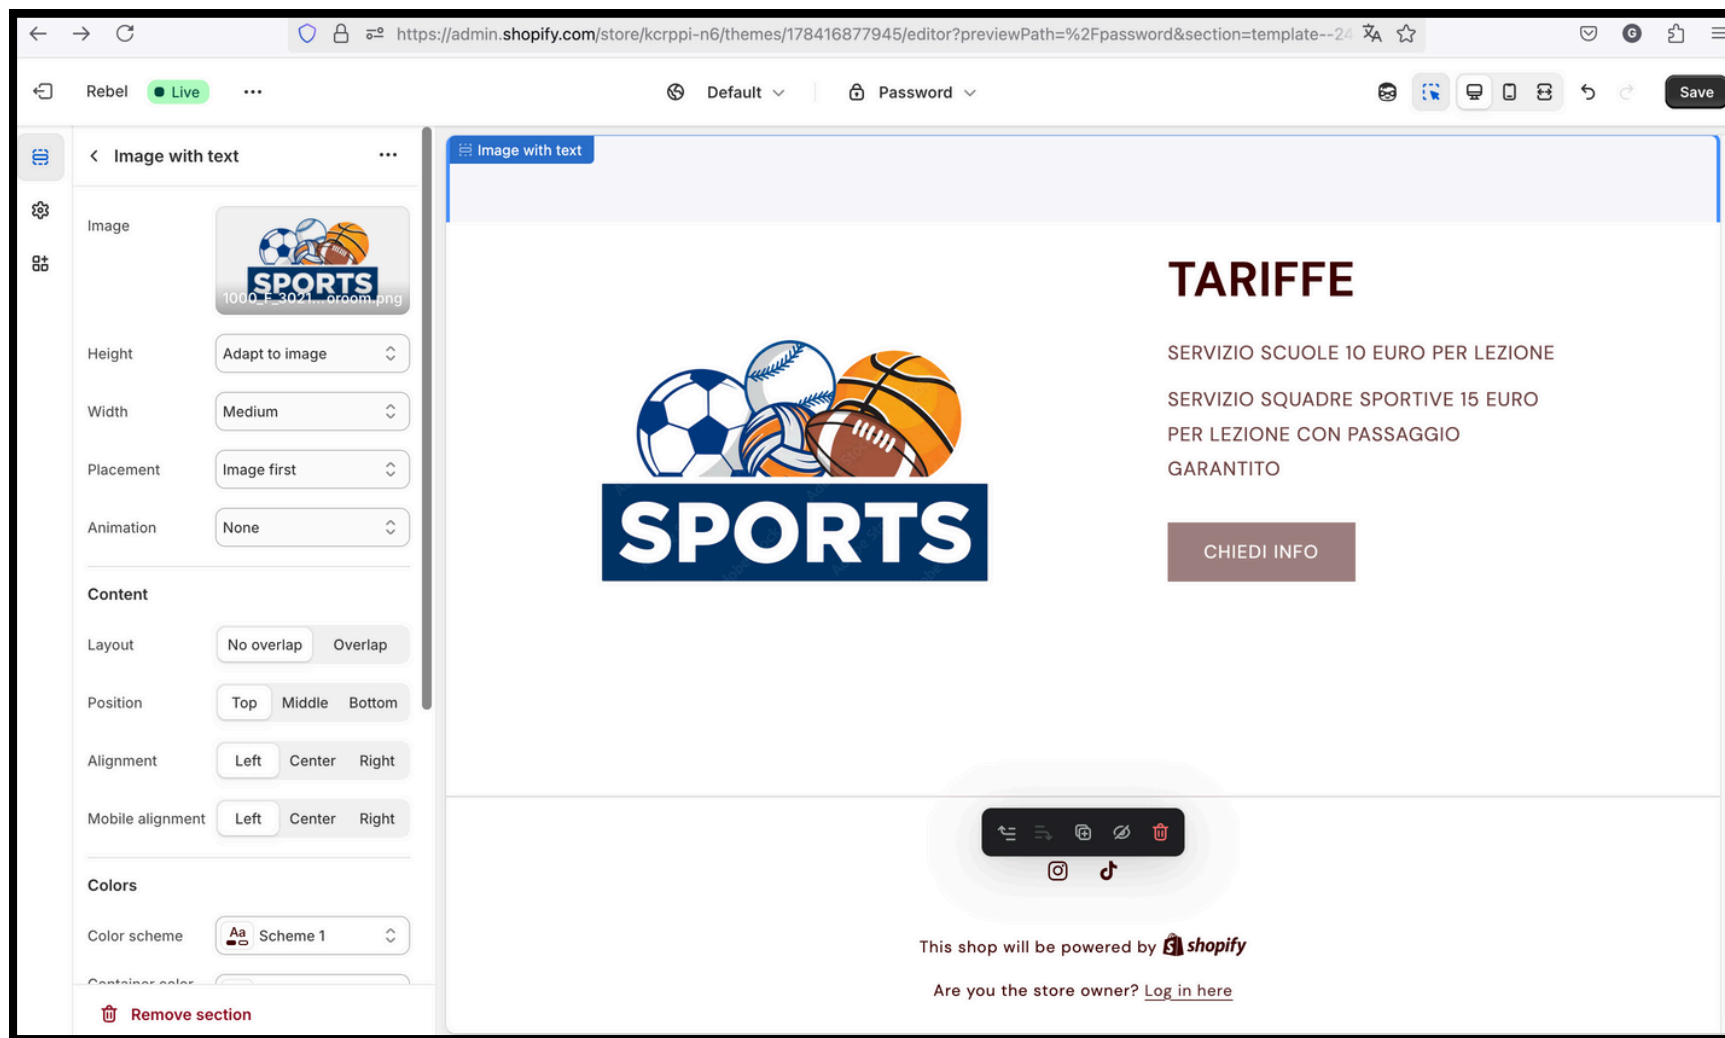 https://admin.shopify.com/store/kcrppi-n6/themes/178416877945/editor?previewPath=%2Fpassword&section=template--24
G
Rebel
Live
Default
Password
Save
Image with text
Image
SPORTS
1000_F_3021...oroom.png
Height
Adapt to image
Width
Medium
Placement
Image first
Animation
None
Content
Layout
No overlap
Overlap
Position
Top
Middle
Bottom
Alignment
Left
Center
Right
Mobile alignment
Left
Center
Right
Colors
Color scheme
Aa
Scheme 1
Container color
Remove section
Image with text
SPORTS
TARIFFE
SERVIZIO SCUOLE 10 EURO PER LEZIONE
SERVIZIO SQUADRE SPORTIVE 15 EURO
PER LEZIONE CON PASSAGGIO
GARANTITO
CHIEDI INFO
This shop will be powered by shopify
Are you the store owner? Log in here